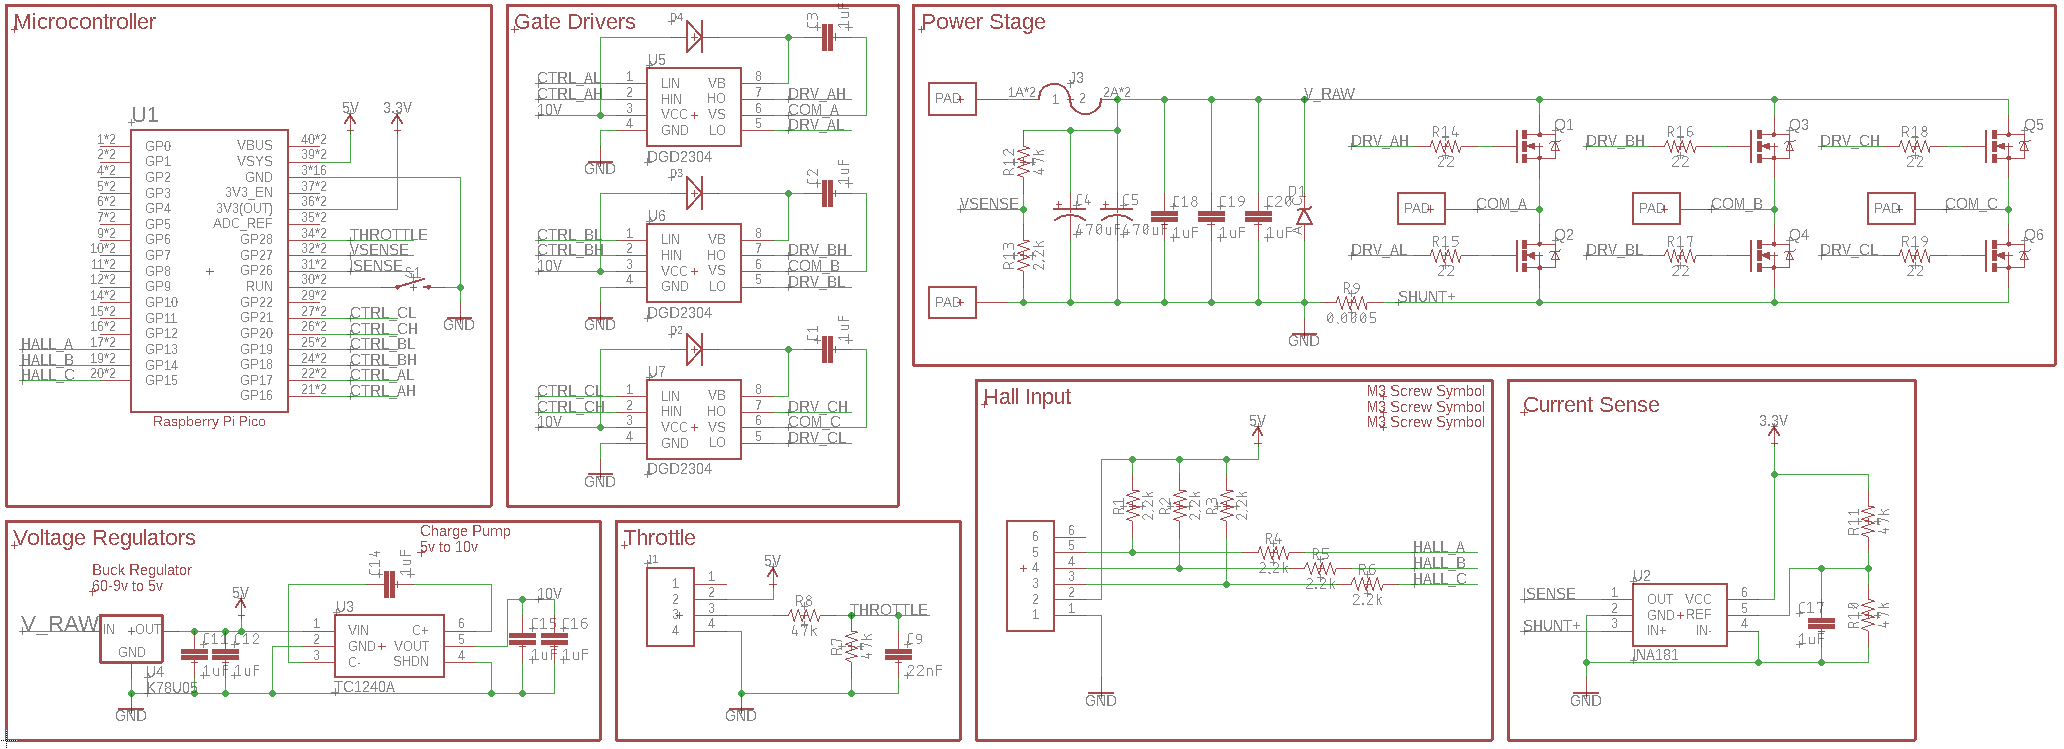 Microcontroller
U1
5V
3.3V
1*2 GP0 VBUS 40*2
2*2 GP1 VSYS 39*2
4*2 GP2 GND 3*16
5*2 GP3 3V3_EN 37*2
6*2 GP4 3V3(OUT) 36*2
7*2 GP5 ADC_REF 35*2
9*2 GP6 GP28 34*2 THROTTLE
10*2 GP7 GP27 32*2 VSENSE
11*2 GP8 GP26 31*2 ISENSE
12*2 GP9 RUN 30*2 S1
14*2 GP10 GP22 29*2
15*2 GP11 GP21 27*2 CTRL_CL
16*2 GP12 GP20 26*2 CTRL_CH
HALL_A 17*2 GP13 GP19 25*2 CTRL_BL
HALL_B 19*2 GP14 GP18 24*2 CTRL_BH
HALL_C 20*2 GP15 GP17 22*2 CTRL_AL
GP16 21*2 CTRL_AH
GND
Raspberry Pi Pico
Gate Drivers
D4
C3
1uF
U5
CTRL_AL 1 LIN VB 8
CTRL_AH 2 HIN HO 7 DRV_AH
10V 3 VCC VS 6 COM_A
4 GND LO 5 DRV_AL
DGD2304
GND
D3
C2
1uF
U6
CTRL_BL 1 LIN VB 8
CTRL_BH 2 HIN HO 7 DRV_BH
10V 3 VCC VS 6 COM_B
4 GND LO 5 DRV_BL
DGD2304
GND
D2
C1
1uF
U7
CTRL_CL 1 LIN VB 8
CTRL_CH 2 HIN HO 7 DRV_CH
10V 3 VCC VS 6 COM_C
4 GND LO 5 DRV_CL
DGD2304
GND
Power Stage
J3
PAD 1A*2 1 2 2A*2 V_RAW
R12
47k
DRV_AH R14 22 Q1
DRV_BH R16 22 Q3
DRV_CH R18 22 Q5
VSENSE
C4 470uF
C5 470uF
C18 1uF
C19 1uF
C20 1uF
D1
PAD COM_A
PAD COM_B
PAD COM_C
R13
2.2k
DRV_AL R15 22 Q2
DRV_BL R17 22 Q4
DRV_CL R19 22 Q6
PAD
R9
0.0005
SHUNT+
GND
Voltage Regulators
Charge Pump
5v to 10v
Buck Regulator
60-9v to 5v
C14
1uF
5V
10V
V_RAW
IN OUT
GND
U4
K78U05
C11 1uF
C12 1uF
U3
1 VIN C+ 6
2 GND VOUT 5
3 C- SHDN 4
TC1240A
C15 1uF
C16 1uF
GND
Throttle
J1
5V
1 1
2 2
3 3
4 4
R8
47k
THROTTLE
R7
47k
C9
22nF
GND
Hall Input
M3 Screw Symbol
M3 Screw Symbol
M3 Screw Symbol
5V
R1 2.2k
R2 2.2k
R3 2.2k
6 6
5 5
4 4
3 3
2 2
1 1
R4 2.2k HALL_A
R5 2.2k HALL_B
R6 2.2k HALL_C
GND
Current Sense
3.3V
R11
47k
U2
ISENSE 1 OUT VCC 6
2 GND REF 5
SHUNT+ 3 IN+ IN- 4
INA181
C17
1uF
R10
47k
GND